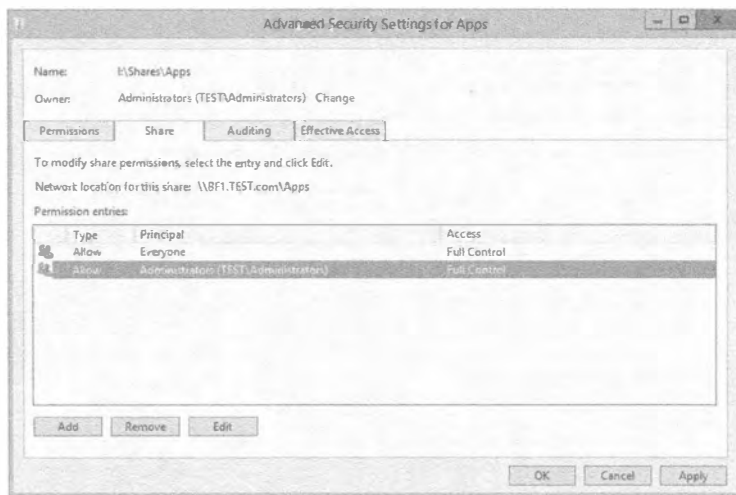 Advanced Security Settings for Apps
Name: I:\Shares\Apps
Owner: Administrators (TEST\Administrators) Change
Permissions Share Auditing Effective Access
To modify share permissions, select the entry and click Edit.
Network location for this share: \\BF1.TEST.com\Apps
Permission entries:
Type Principal Access
Allow Everyone Full Control
Allow Administrators (TEST\Administrators) Full Control
Add Remove Edit
OK Cancel Apply